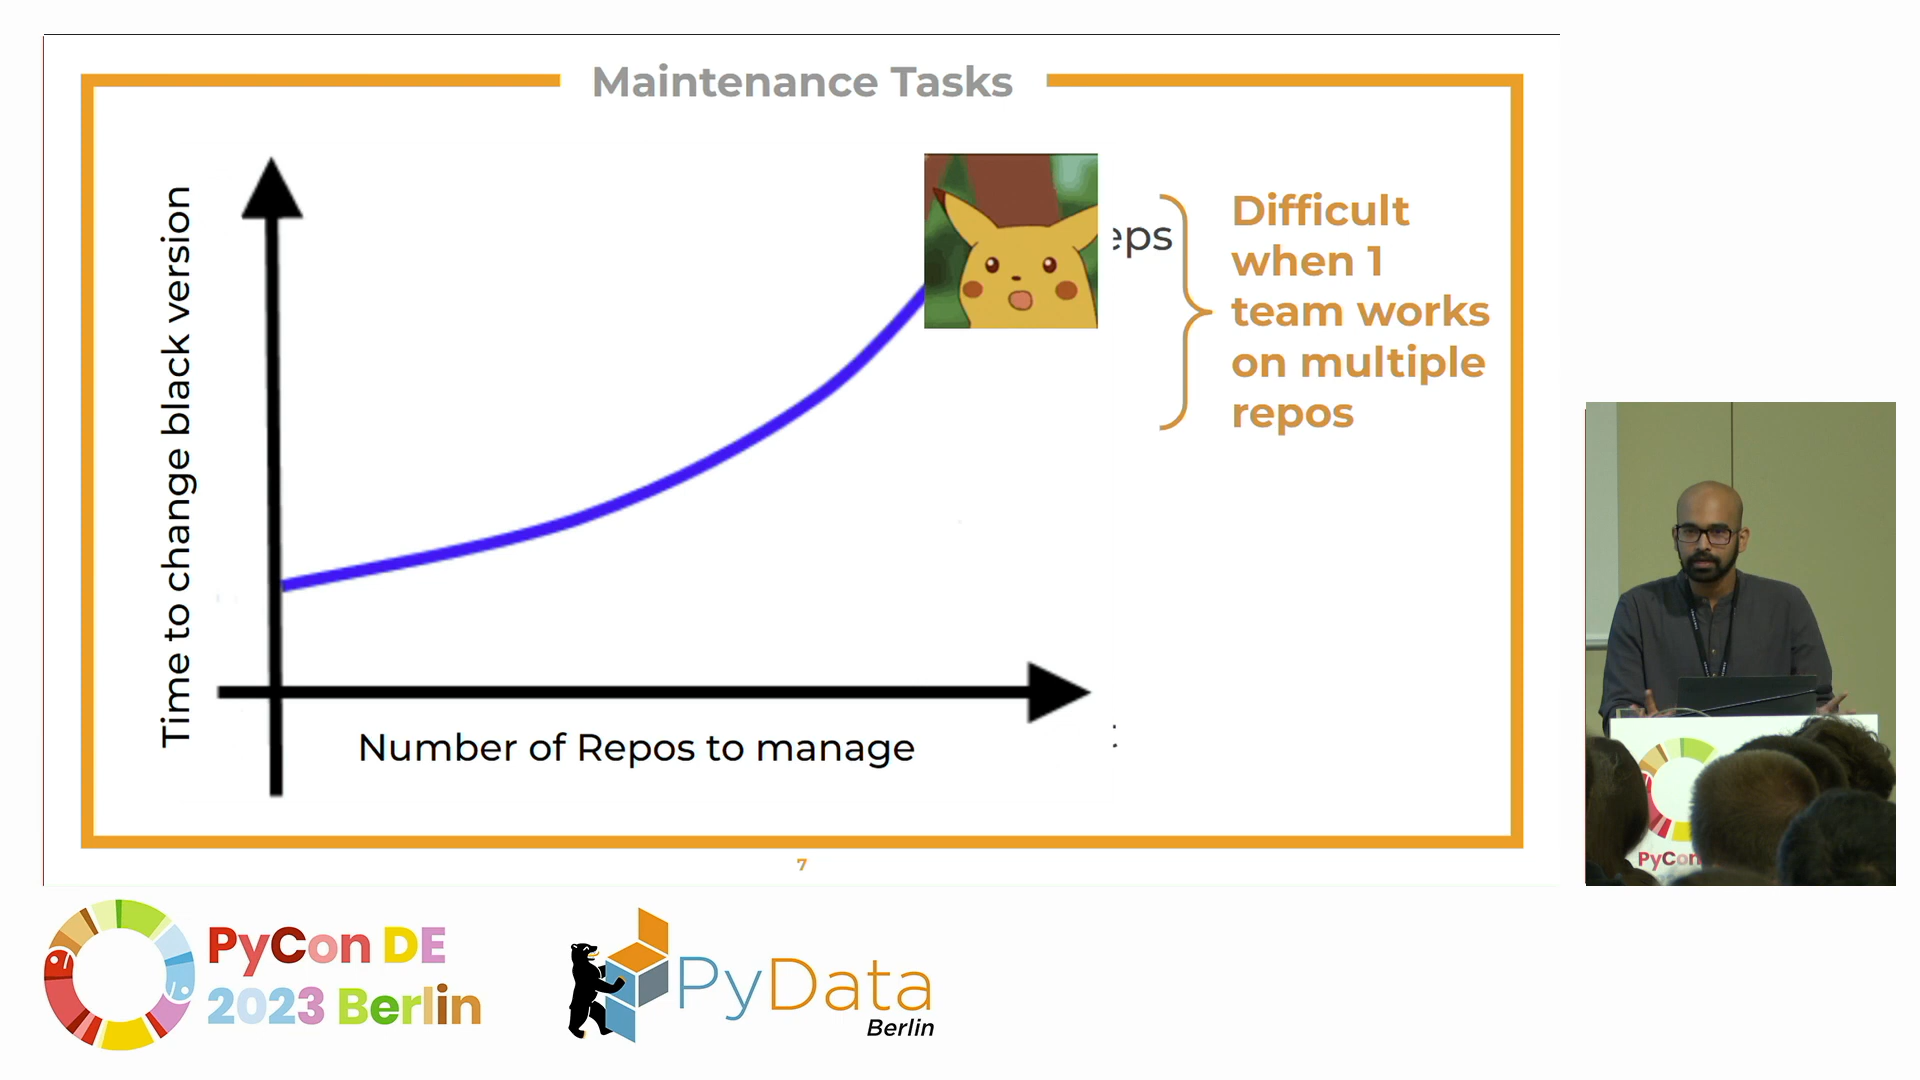 Maintenance Tasks
Time to change black version
eps
Difficult
when 1
team works
on multiple
repos
Number of Repos to manage
:
7
PyCon DE
2023 Berlin
PyData
Berlin
PyCon